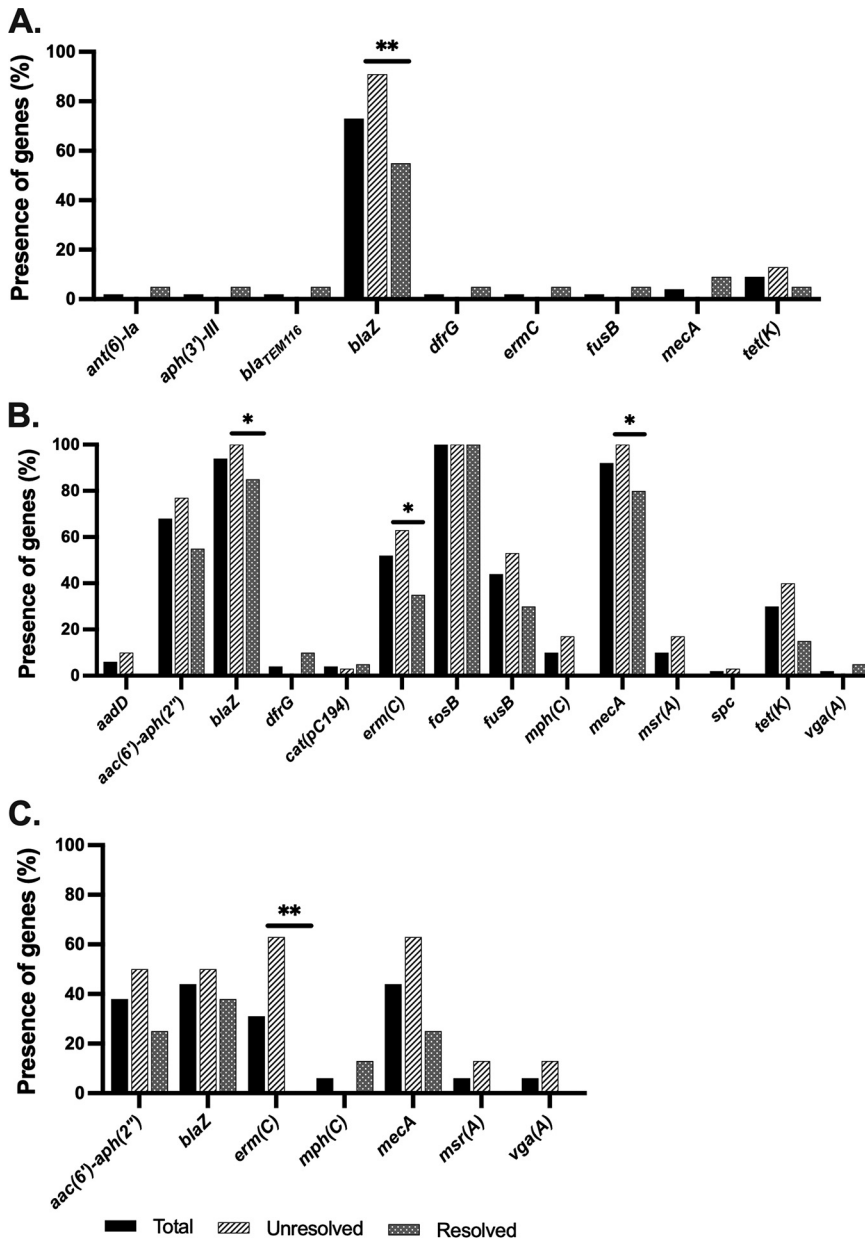 A.
Presence of genes (%)
100
80
60
40
20
0
**
ant(6)-Ia
aph(3')-III
blaTEM116
blaZ
dfrG
ermC
fusB
mecA
tet(K)
B.
Presence of genes (%)
100
80
60
40
20
0
*
*
*
aadD
aac(6')-aph(2")
blaZ
dfrG
cat(pC194)
erm(C)
fosB
fusB
mph(C)
mecA
msr(A)
spc
tet(K)
vga(A)
C.
Presence of genes (%)
100
80
60
40
20
0
**
aac(6')-aph(2")
blaZ
erm(C)
mph(C)
mecA
msr(A)
vga(A)
Total Unresolved Resolved